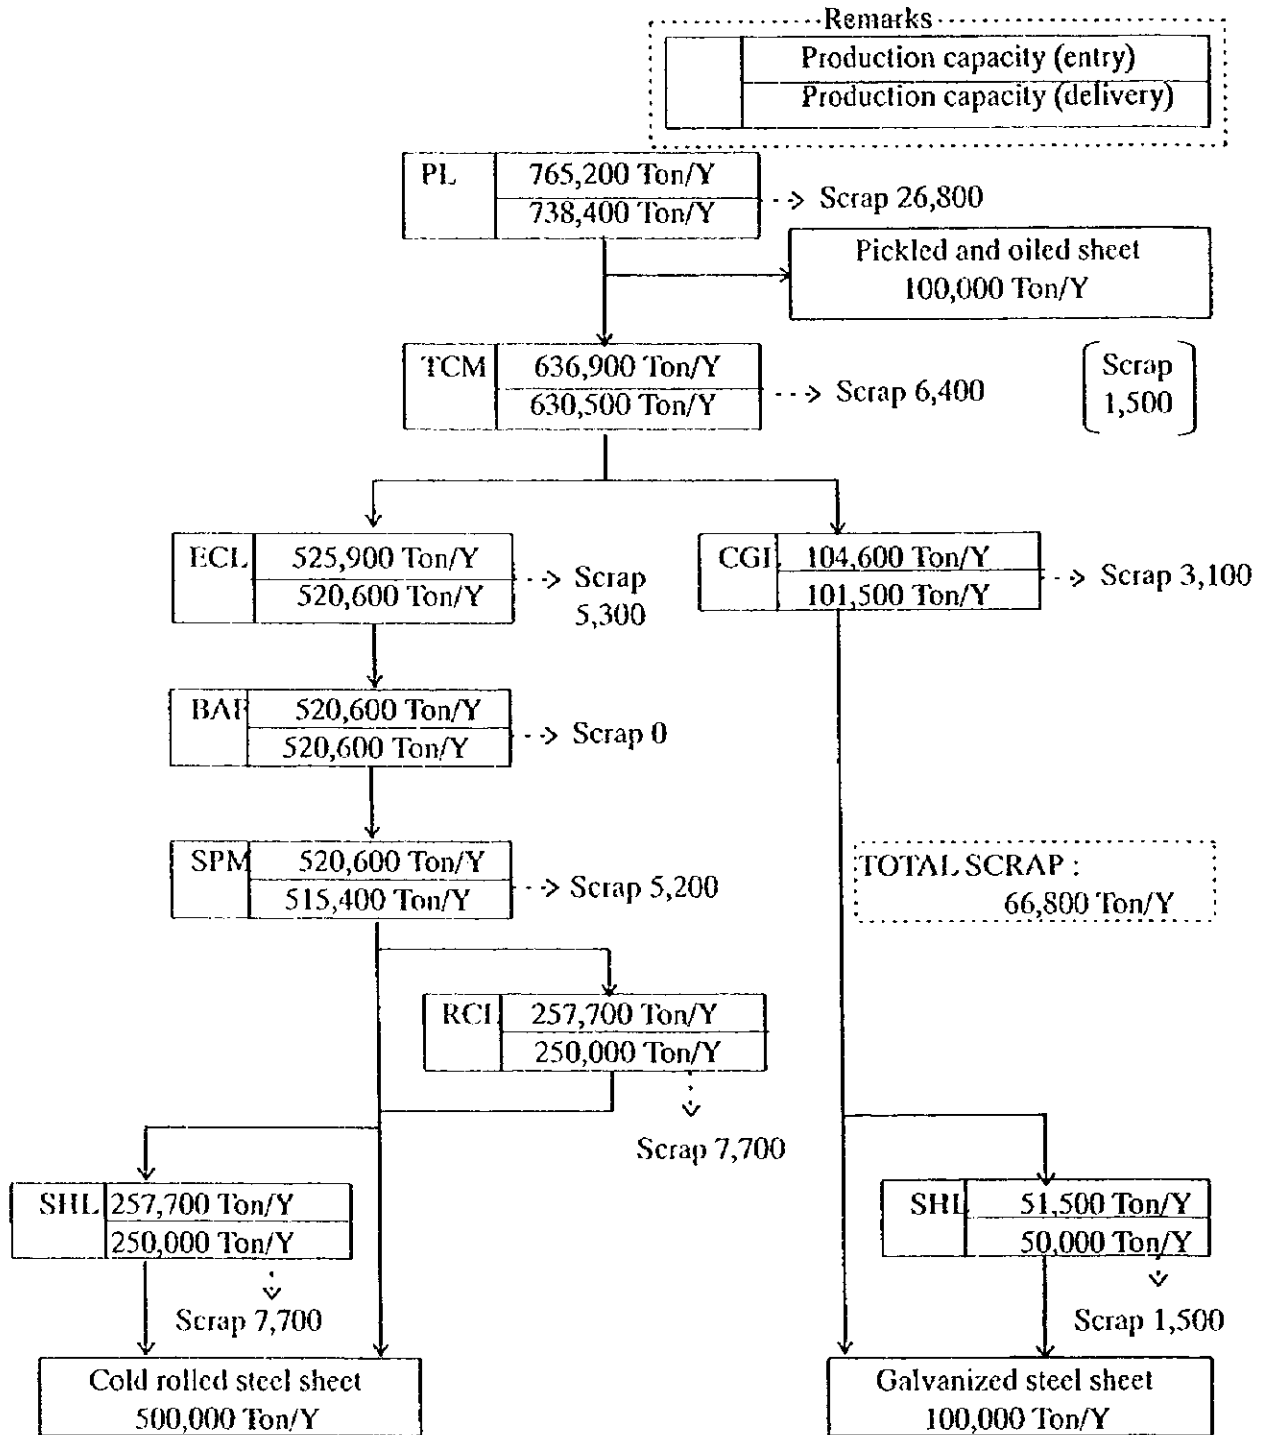 Remarks
Production capacity (entry)
Production capacity (delivery)
PL
765,200 Ton/Y
738,400 Ton/Y
Scrap 26,800
Pickled and oiled sheet
100,000 Ton/Y
TCM
636,900 Ton/Y
630,500 Ton/Y
Scrap 6,400
Scrap
1,500
ECL
525,900 Ton/Y
520,600 Ton/Y
Scrap
5,300
CGL
104,600 Ton/Y
101,500 Ton/Y
Scrap 3,100
BAF
520,600 Ton/Y
520,600 Ton/Y
Scrap 0
SPM
520,600 Ton/Y
515,400 Ton/Y
Scrap 5,200
TOTAL SCRAP :
66,800 Ton/Y
RCL
257,700 Ton/Y
250,000 Ton/Y
Scrap 7,700
SHL
257,700 Ton/Y
250,000 Ton/Y
Scrap 7,700
SHL
51,500 Ton/Y
50,000 Ton/Y
Scrap 1,500
Cold rolled steel sheet
500,000 Ton/Y
Galvanized steel sheet
100,000 Ton/Y